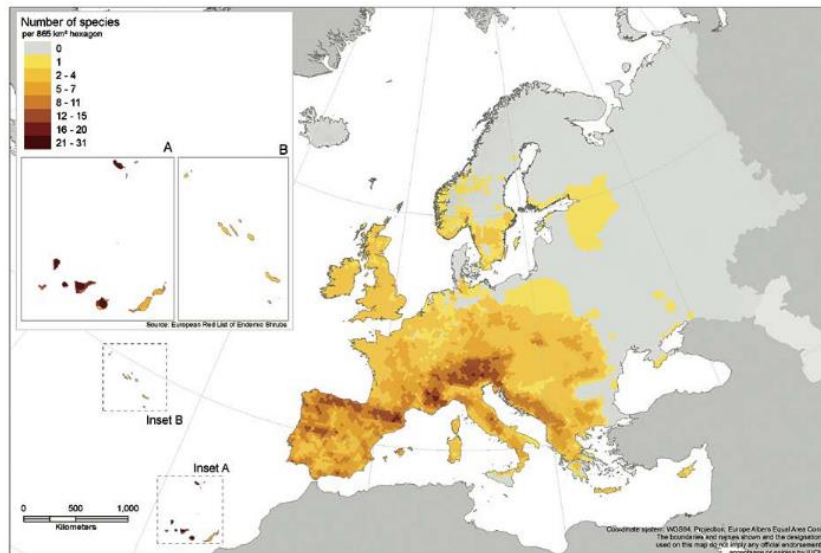 Number of species
per 865 km² hexagon
0
1
2 - 4
5 - 7
8 - 11
12 - 15
16 - 20
21 - 31
A
B
Source: European Red List of Endemic Shrubs
Inset B
Inset A
0 500 1,000
Kilometers
Coordinate system: WGS84, Projection: Europe Albers Equal Area Coni
The boundaries and names shown and the designation
used on this map do not imply any official endorsement